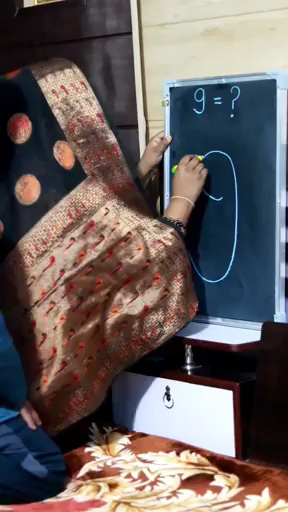 9 = ?